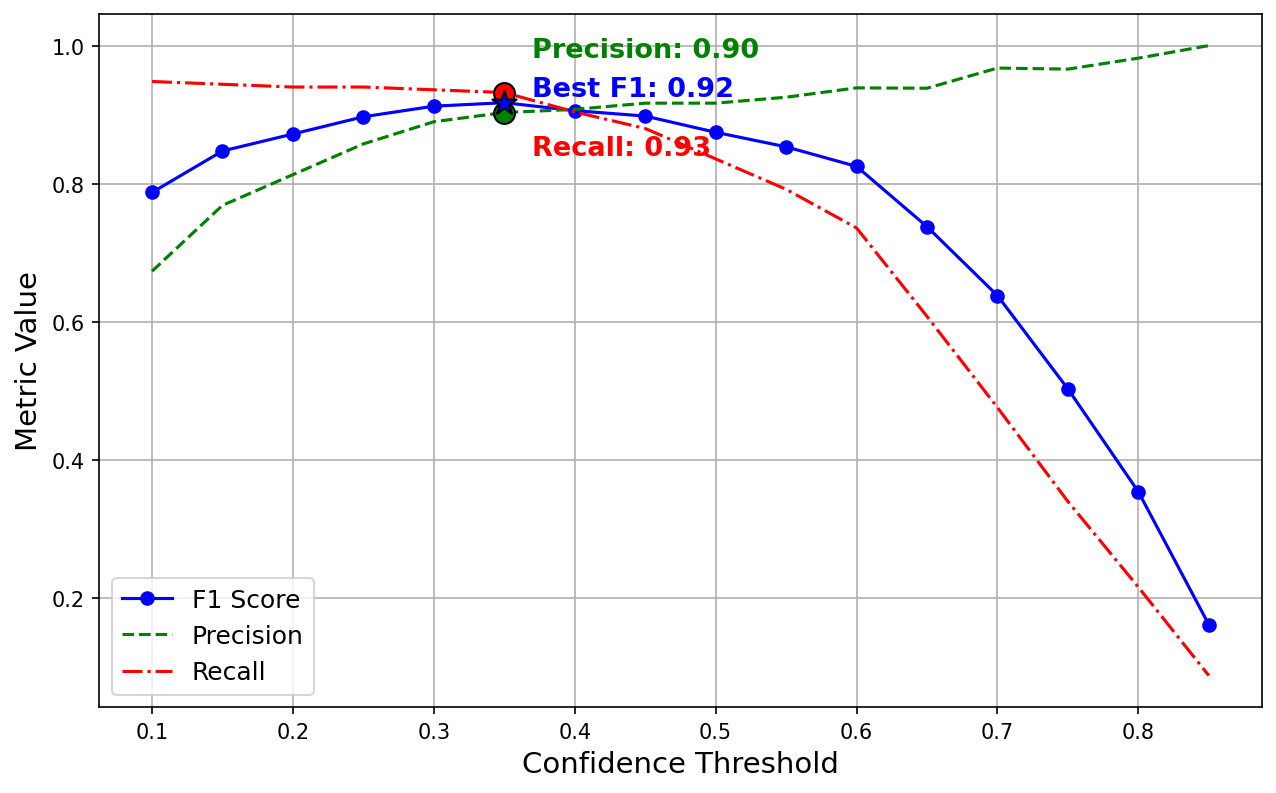 Precision: 0.90
Best F1: 0.92
Recall: 0.93
1.0
0.8
0.6
0.4
0.2
Metric Value
F1 Score
Precision
Recall
0.1
0.2
0.3
0.4
0.5
0.6
0.7
0.8
Confidence Threshold